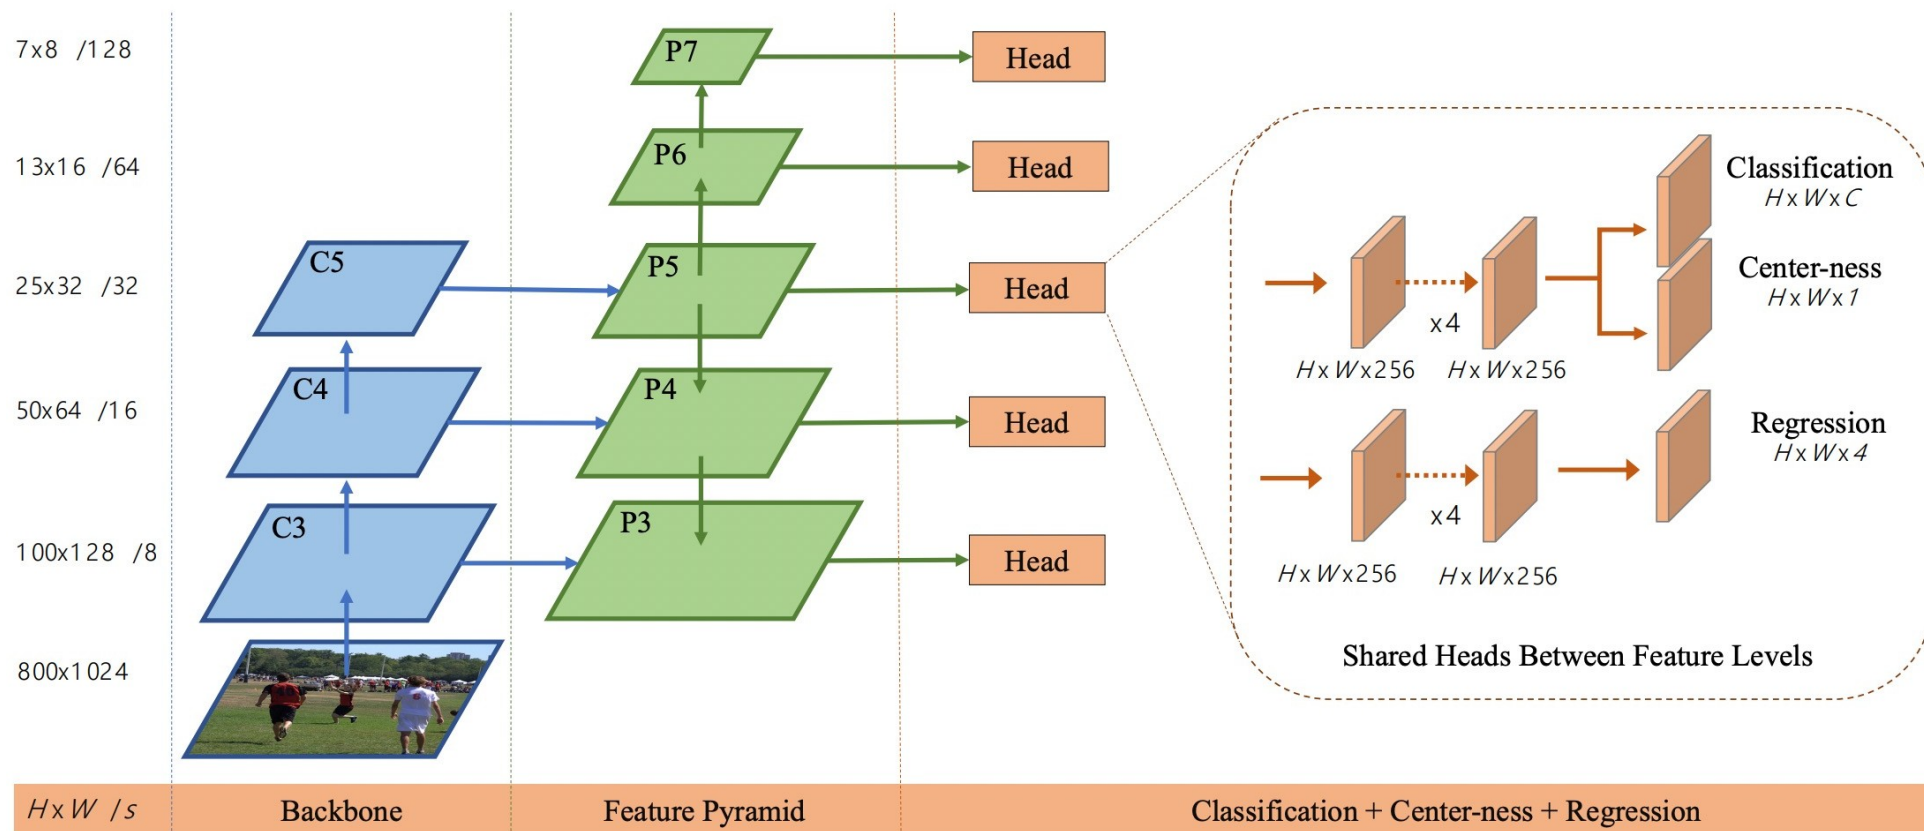 7x8 /128
P7
Head
13x16 /64
P6
Head
25x32 /32
C5
P5
Head
50x64 /16
C4
P4
Head
100x128 /8
C3
P3
Head
800x1024
Classification
HxWxC
Center-ness
HxWx1
x4
HxWx256
HxWx256
Regression
HxWx4
x4
HxWx256
HxWx256
Shared Heads Between Feature Levels
HxW /s
Backbone
Feature Pyramid
Classification + Center-ness + Regression